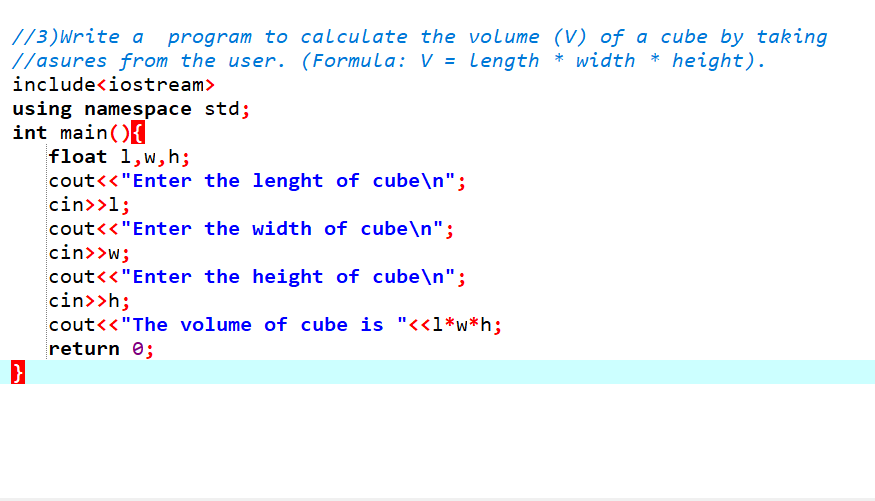 //3)Write a  program to calculate the volume (V) of a cube by taking
//asures from the user. (Formula: V = length * width * height).
include<iostream>
using namespace std;
int main(){
   float l,w,h;
   cout<<"Enter the lenght of cube\n";
   cin>>l;
   cout<<"Enter the width of cube\n";
   cin>>w;
   cout<<"Enter the height of cube\n";
   cin>>h;
   cout<<"The volume of cube is "<<l*w*h;
   return 0;
}